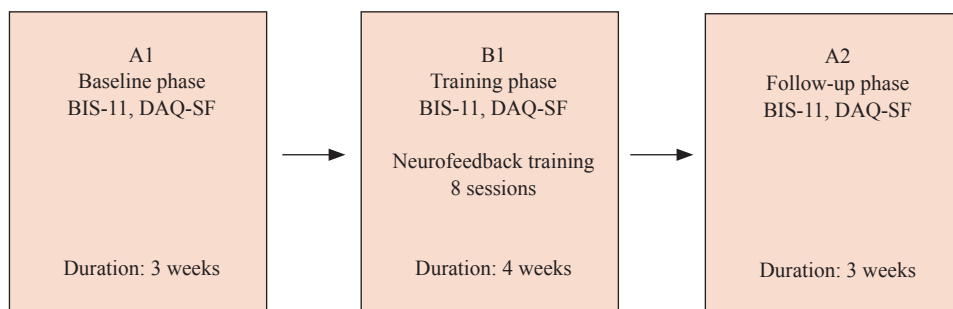 A1
Baseline phase
BIS-11, DAQ-SF
Duration: 3 weeks
B1
Training phase
BIS-11, DAQ-SF
Neurofeedback training
8 sessions
Duration: 4 weeks
A2
Follow-up phase
BIS-11, DAQ-SF
Duration: 3 weeks